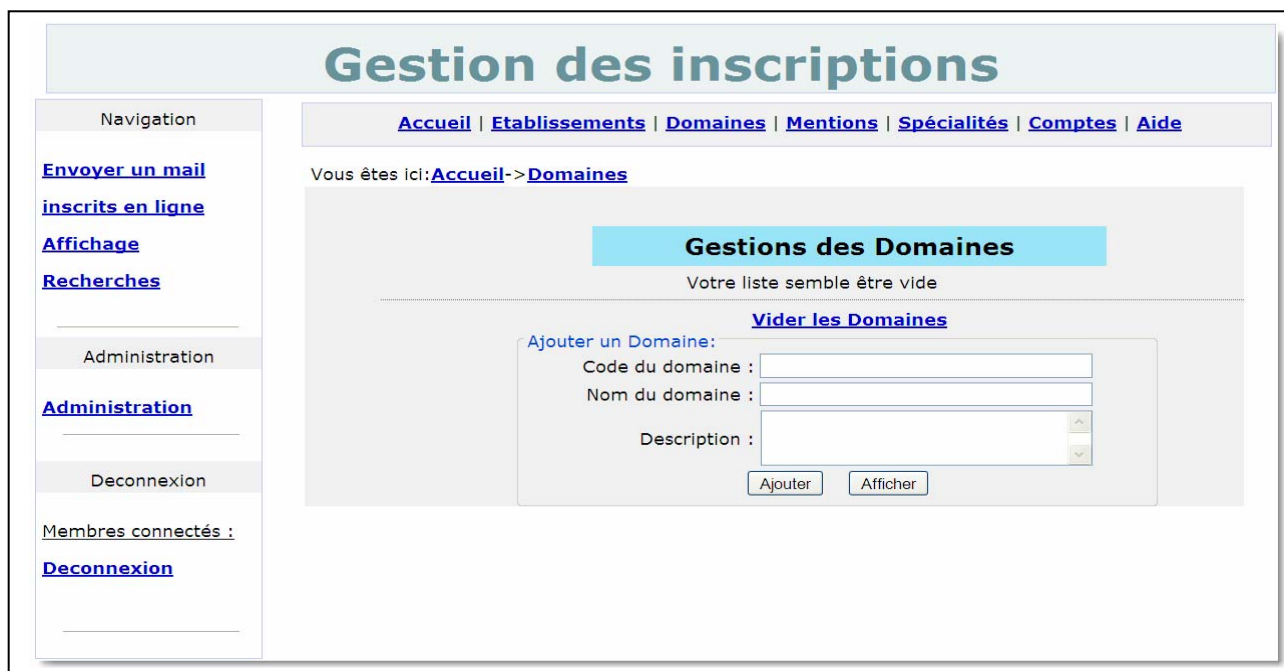 Gestion des inscriptions
Navigation
Envoyer un mail
inscrits en ligne
Affichage
Recherches
Administration
Administration
Deconnexion
Membres connectés :
Deconnexion
Accueil | Etablissements | Domaines | Mentions | Spécialités | Comptes | Aide
Vous êtes ici:Accueil->Domaines
Gestions des Domaines
Votre liste semble être vide
Vider les Domaines
Ajouter un Domaine:
Code du domaine :
Nom du domaine :
Description :
Ajouter Afficher